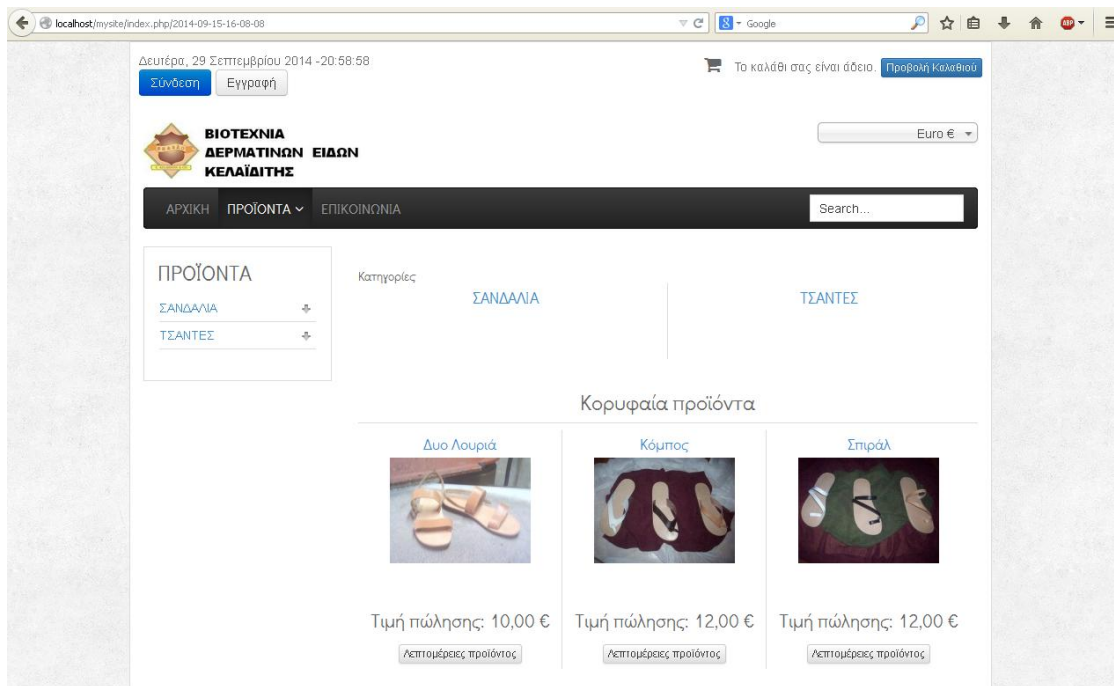 localhost/mysite/index.php/2014-09-15-16-08-08
Google
ABP
Δευτέρα, 29 Σεπτεμβρίου 2014 -20:58:58
Το καλάθι σας είναι άδειο. Προβολή Καλαθιού
Σύνδεση Εγγραφή
ΒΙΟΤΕΧΝΙΑ
ΔΕΡΜΑΤΙΝΩΝ ΕΙΔΩΝ
ΚΕΛΑΪΔΙΤΗΣ
Euro €
ΑΡΧΙΚΗ ΠΡΟΪΟΝΤΑ ΕΠΙΚΟΙΝΩΝΙΑ
Search...
ΠΡΟΪΟΝΤΑ
ΣΑΝΔΑΛΙΑ
ΤΣΑΝΤΕΣ
Κατηγορίες
ΣΑΝΔΑΛΙΑ ΤΣΑΝΤΕΣ
Κορυφαία προϊόντα
Δυο Λουριά Κόμπος Σπιράλ
Τιμή πώλησης: 10,00 € Τιμή πώλησης: 12,00 € Τιμή πώλησης: 12,00 €
Λεπτομέρειες προϊόντος Λεπτομέρειες προϊόντος Λεπτομέρειες προϊόντος